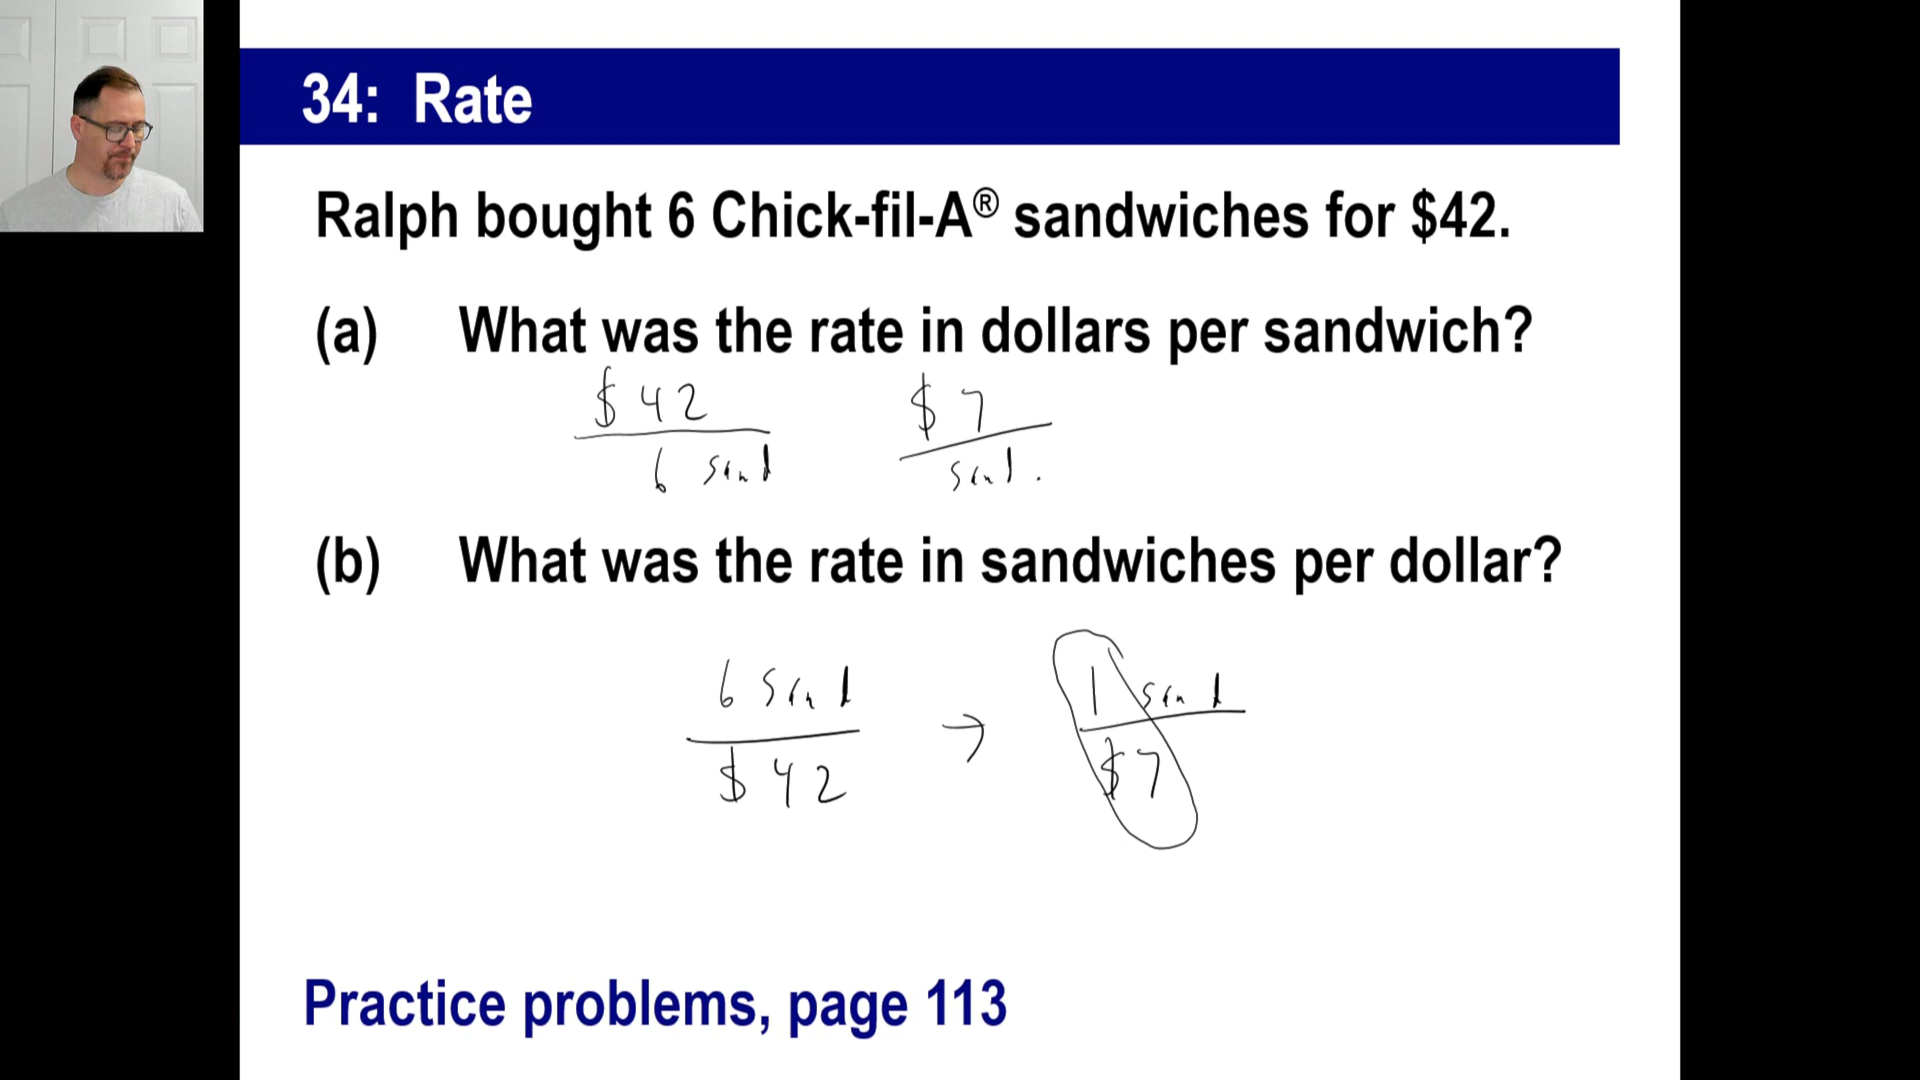 34: Rate
Ralph bought 6 Chick-fil-A® sandwiches for $42.
(a) What was the rate in dollars per sandwich?
$42 $7
6 sand sand.
(b) What was the rate in sandwiches per dollar?
6 sand → 1 sand
$42 $7
Practice problems, page 113